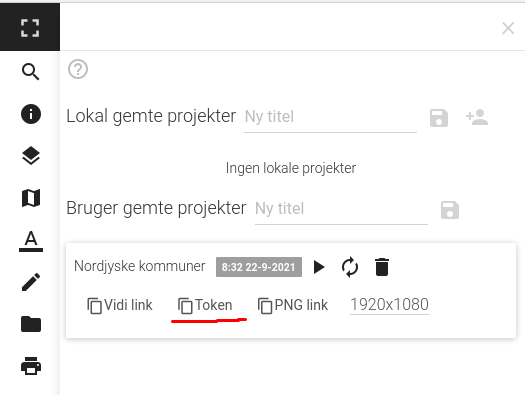 Lokal gemte projekter Ny titel
Ingen lokale projekter
Bruger gemte projekter Ny titel
Nordjyske kommuner 8:32 22-9-2021
Vidi link Token PNG link 1920x1080